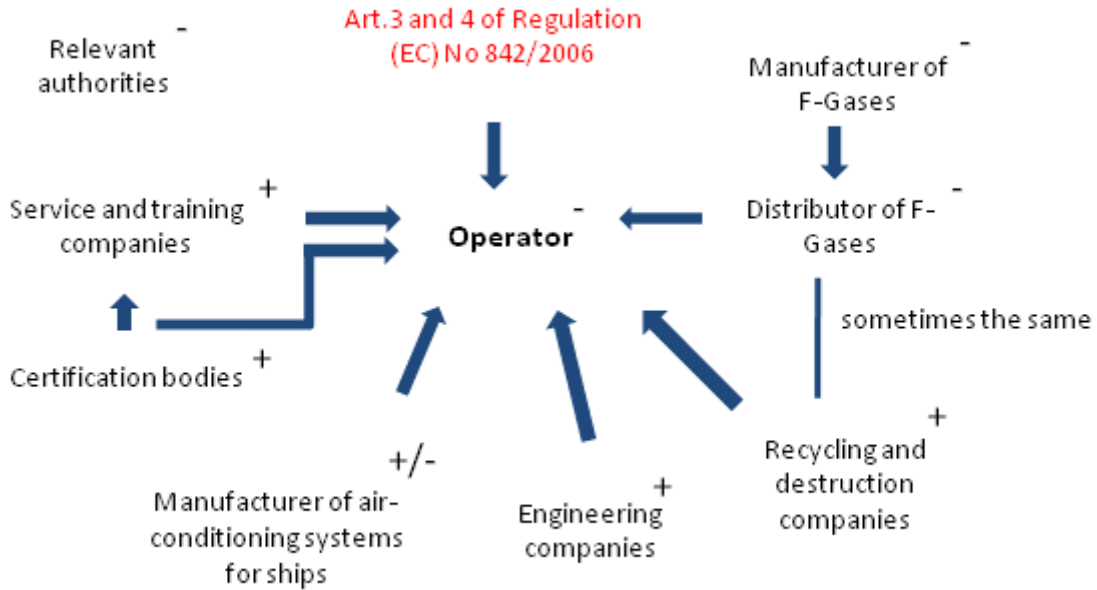 Relevant -
authorities
Art.3 and 4 of Regulation
(EC) No 842/2006
Manufacturer of -
F-Gases
Service and training +
companies
Operator -
Distributor of F- -
Gases
sometimes the same
Certification bodies +
+/-
Manufacturer of air-
conditioning systems
for ships
Engineering +
companies
Recycling and +
destruction
companies